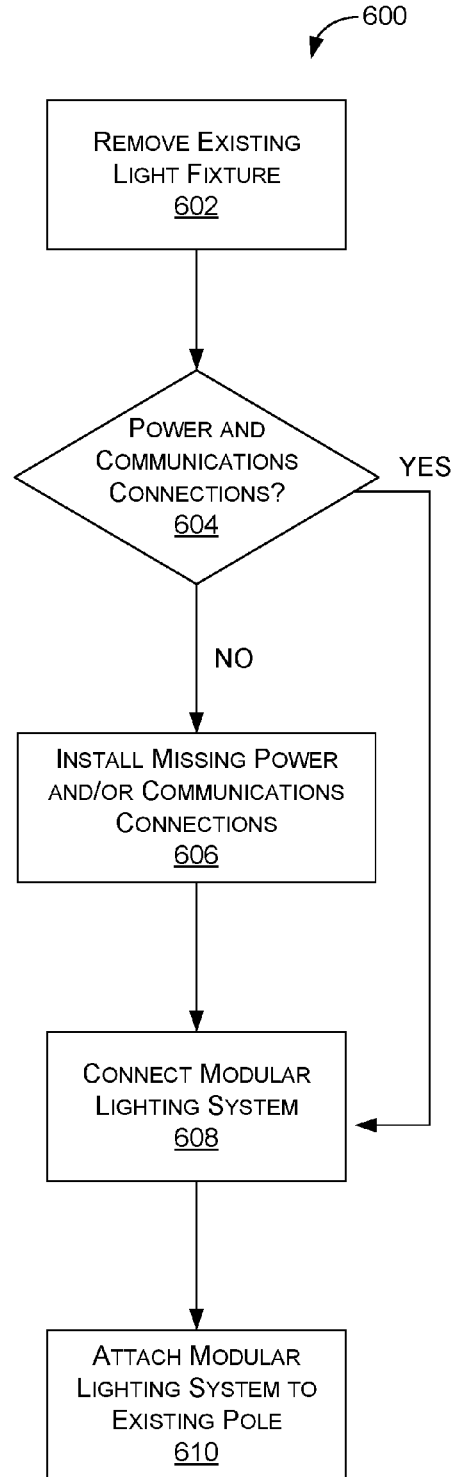 600
REMOVE EXISTING
LIGHT FIXTURE
602
POWER AND
COMMUNICATIONS
CONNECTIONS?
604
YES
NO
INSTALL MISSING POWER
AND/OR COMMUNICATIONS
CONNECTIONS
606
CONNECT MODULAR
LIGHTING SYSTEM
608
ATTACH MODULAR
LIGHTING SYSTEM TO
EXISTING POLE
610